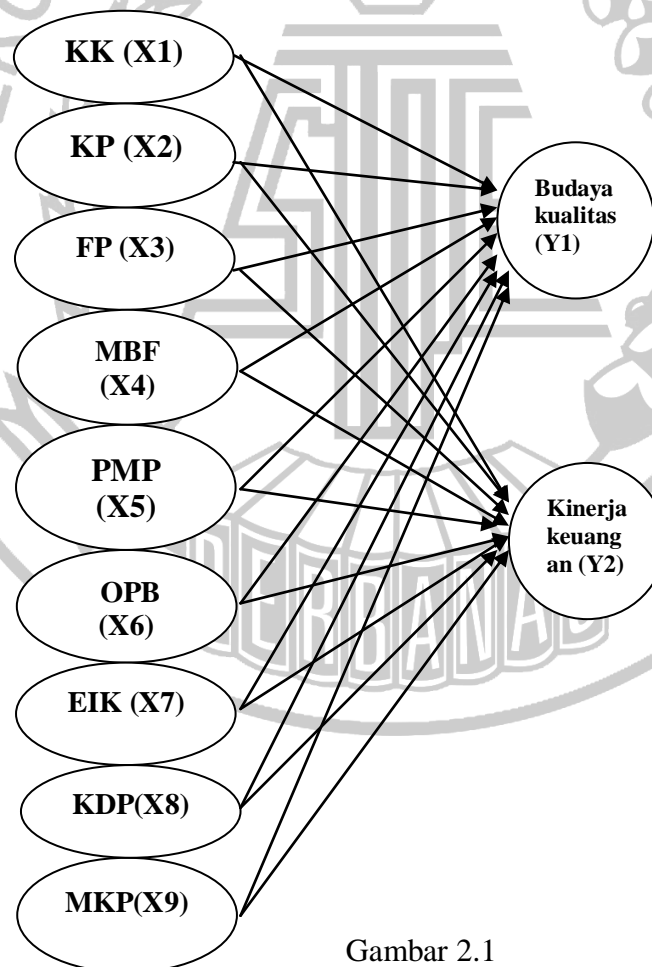 KK (X1)
KP (X2)
FP (X3)
MBF
(X4)
PMP
(X5)
OPB
(X6)
EIK (X7)
KDP(X8)
MKP(X9)
Budaya
kualitas
(Y1)
Kinerja
keuang
an (Y2)
Gambar 2.1